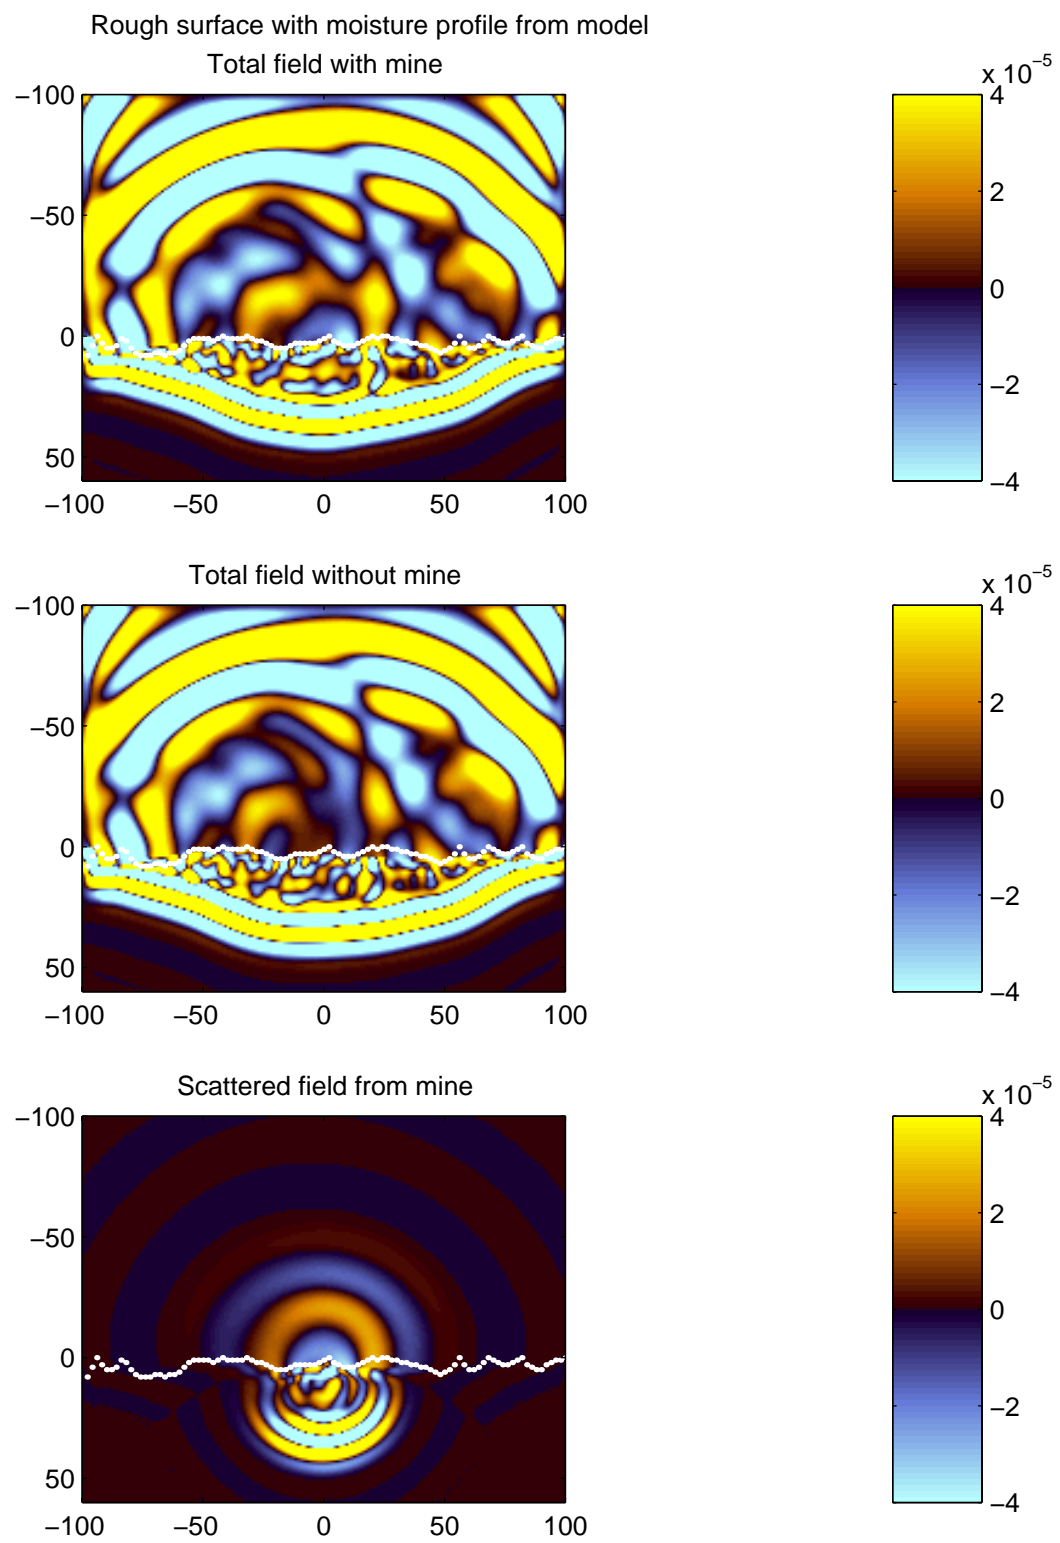 Rough surface with moisture profile from model
Total field with mine
x 10⁻⁵
−100
−50
0
50
−100 −50 0 50 100
4
2
0
−2
−4
Total field without mine
x 10⁻⁵
−100
−50
0
50
−100 −50 0 50 100
4
2
0
−2
−4
Scattered field from mine
x 10⁻⁵
−100
−50
0
50
−100 −50 0 50 100
4
2
0
−2
−4